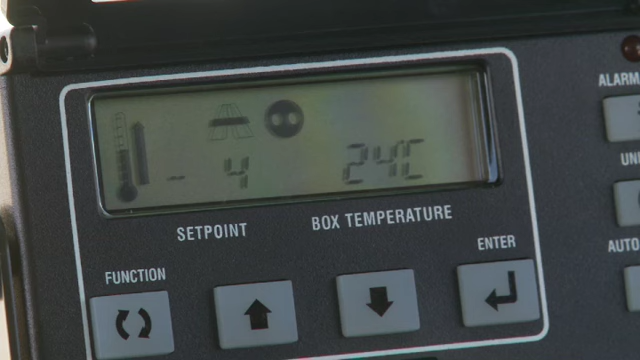 - 4 24C
SETPOINT BOX TEMPERATURE
ALARM
FUNCTION
ENTER
AUTO